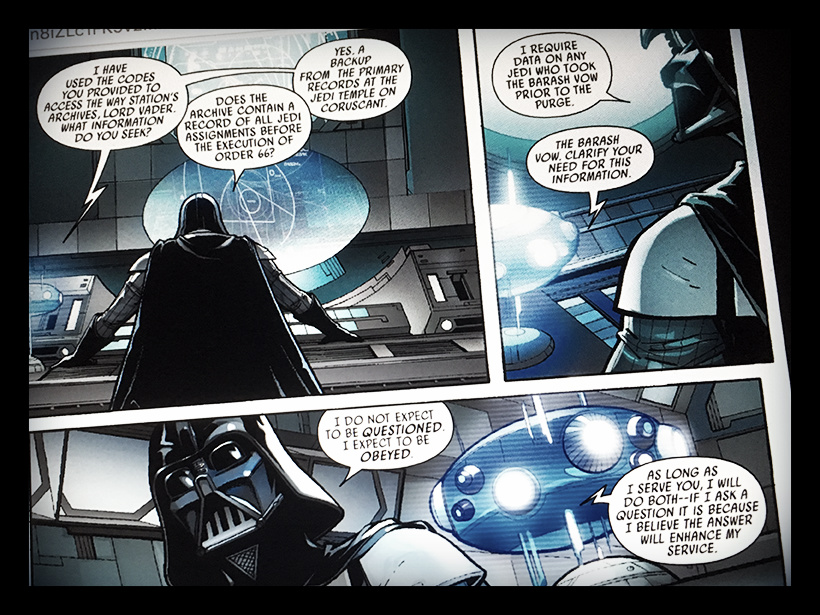 I HAVE
USED THE CODES
YOU PROVIDED TO
ACCESS THE WAY STATION'S
ARCHIVES, LORD VADER.
WHAT INFORMATION
DO YOU SEEK?
DOES THE
ARCHIVE CONTAIN A
RECORD OF ALL JEDI
ASSIGNMENTS BEFORE
THE EXECUTION OF
ORDER 66?
YES. A
BACKUP
FROM THE PRIMARY
RECORDS AT THE
JEDI TEMPLE ON
CORUSCANT.
I REQUIRE
DATA ON ANY
JEDI WHO TOOK
THE BARASH VOW
PRIOR TO THE
PURGE.
THE BARASH
VOW. CLARIFY YOUR
NEED FOR THIS
INFORMATION.
I DO NOT EXPECT
TO BE QUESTIONED.
I EXPECT TO BE
OBEYED.
AS LONG AS
I SERVE YOU, I WILL
DO BOTH--IF I ASK A
QUESTION IT IS BECAUSE
I BELIEVE THE ANSWER
WILL ENHANCE MY
SERVICE.